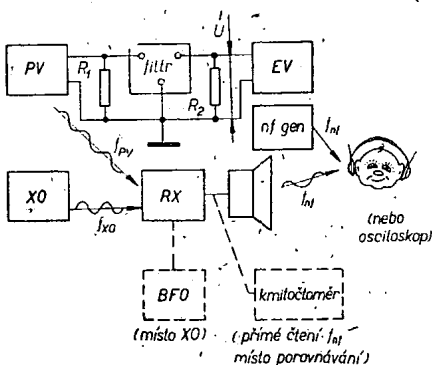 U
PV
R1
filtr
R2
EV
nf gen
fnf
fPV
XO
fXO
RX
fnf
(nebo
osciloskop)
BFO
(místo XO)
kmitočtoměr
(přímé čtení fnf
místo porovnávání)